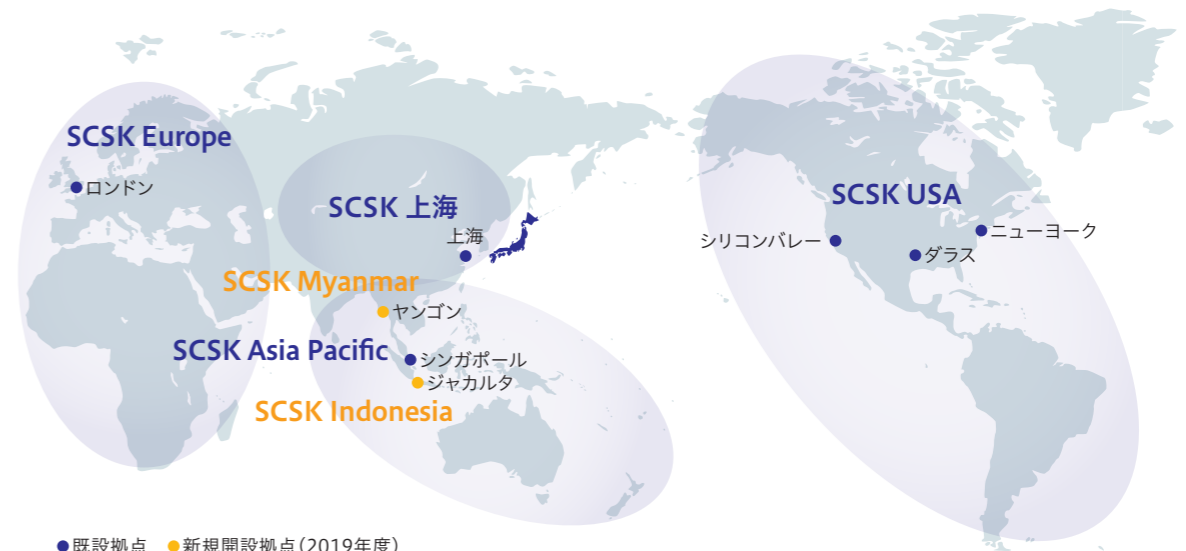 SCSK Europe
ロンドン
SCSK 上海
上海
SCSK Myanmar
ヤンゴン
SCSK Asia Pacific
シンガポール
ジャカルタ
SCSK Indonesia
SCSK USA
シリコンバレー
ニューヨーク
ダラス
●既設拠点 ●新規開設拠点(2019年度)